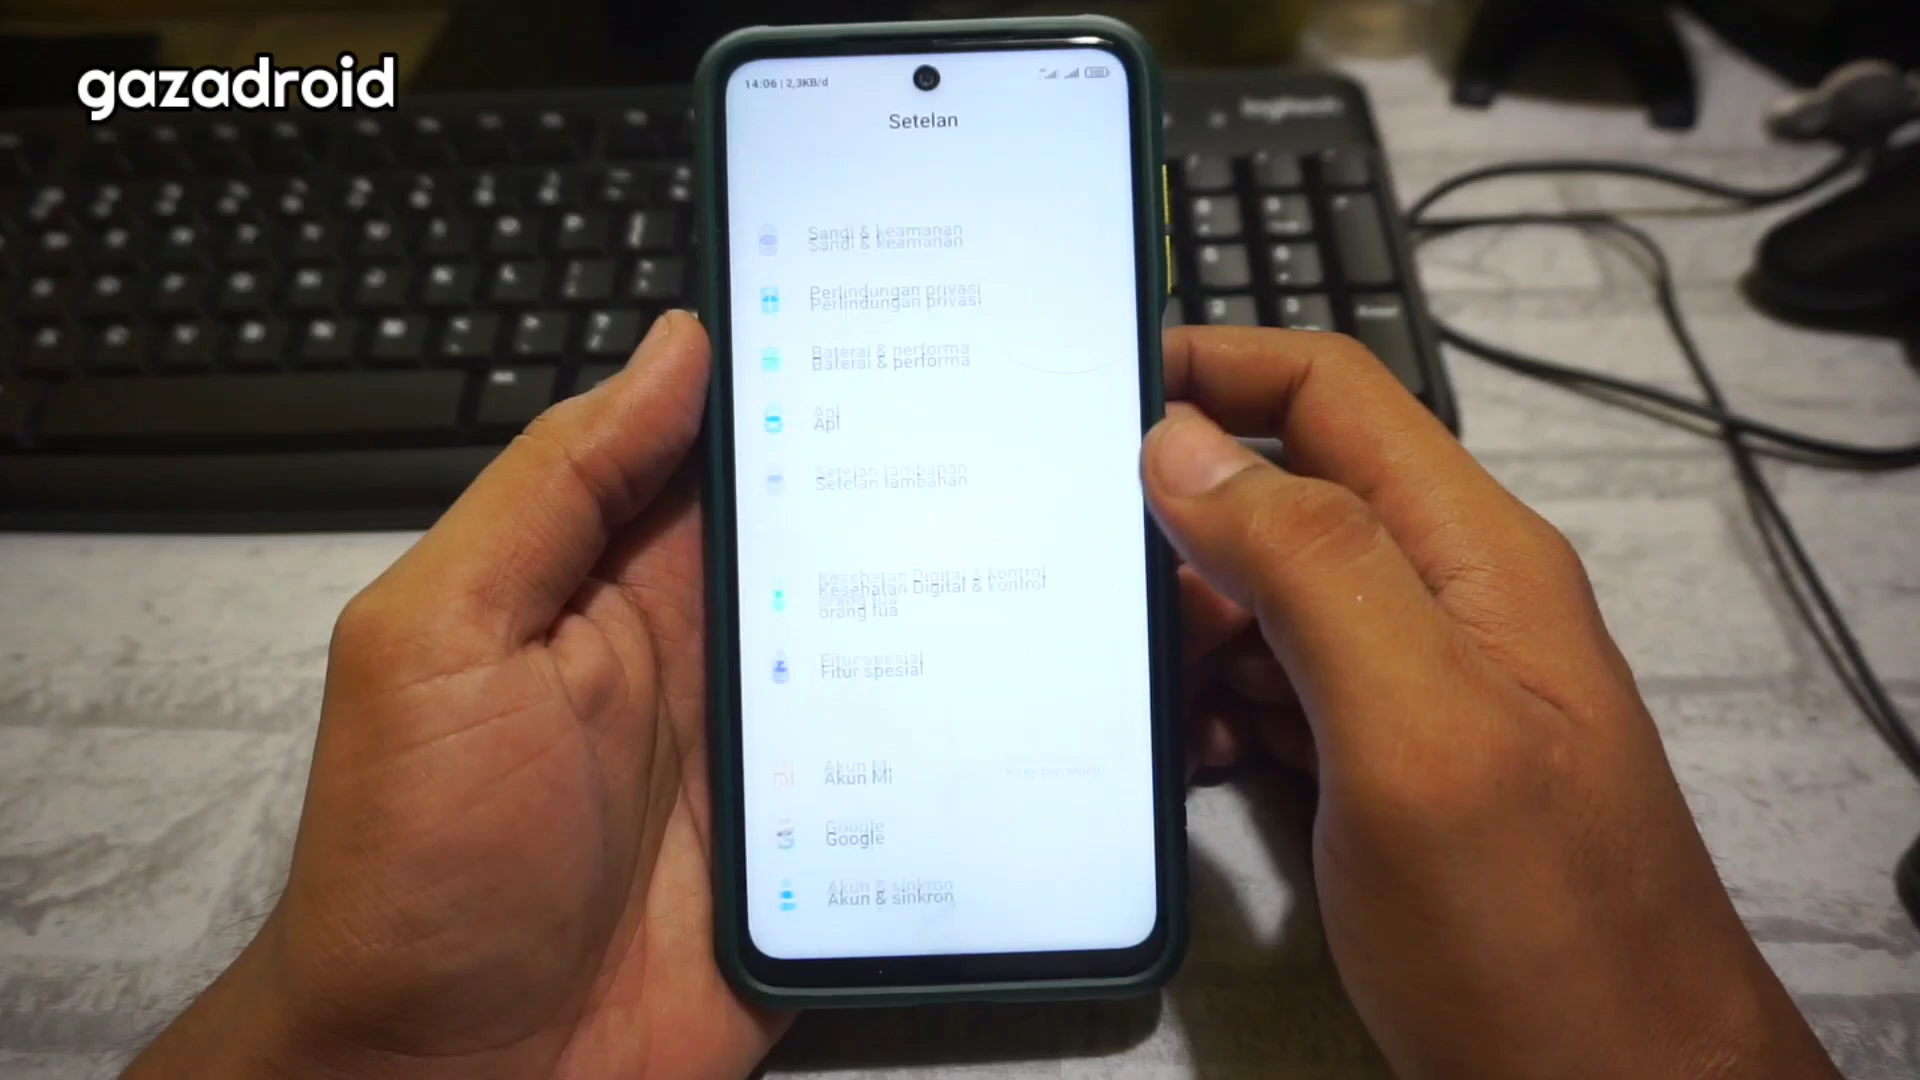 gazadroid
logitech
14:06 | 2,3KB/d
Setelan
Sandi & keamanan
Perlindungan privasi
Baterai & performa
Apl
Setelan tambahan
Kesehatan Digital & kontrol
orang tua
Fitur spesial
Akun Mi
Google
Akun & sinkron